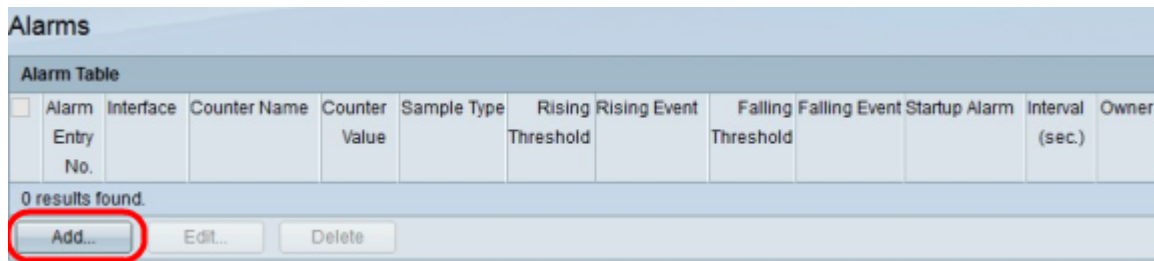 Alarms
Alarm Table
Alarm Entry No. Interface Counter Name Counter Value Sample Type Rising Threshold Rising Event Falling Threshold Falling Event Startup Alarm Interval (sec.) Owner
0 results found.
Add... Edit... Delete